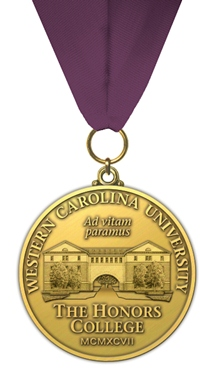 WESTERN CAROLINA UNIVERSITY
Ad vitam
paramus
THE HONORS
COLLEGE
MCMXCVII